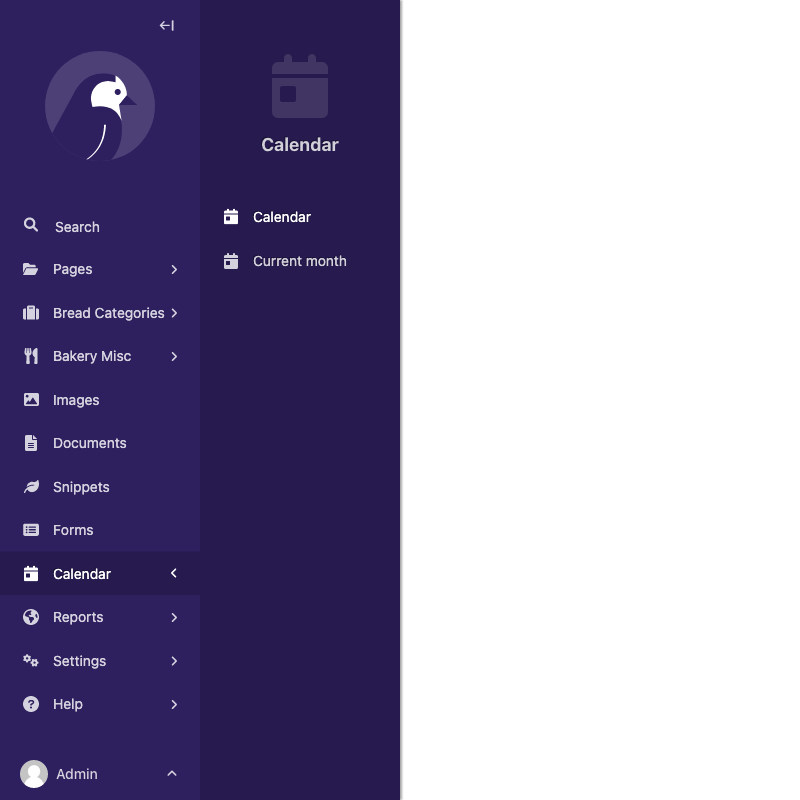 Search
Pages
Bread Categories
Bakery Misc
Images
Documents
Snippets
Forms
Calendar
Reports
Settings
Help
Admin
Calendar
Calendar
Current month